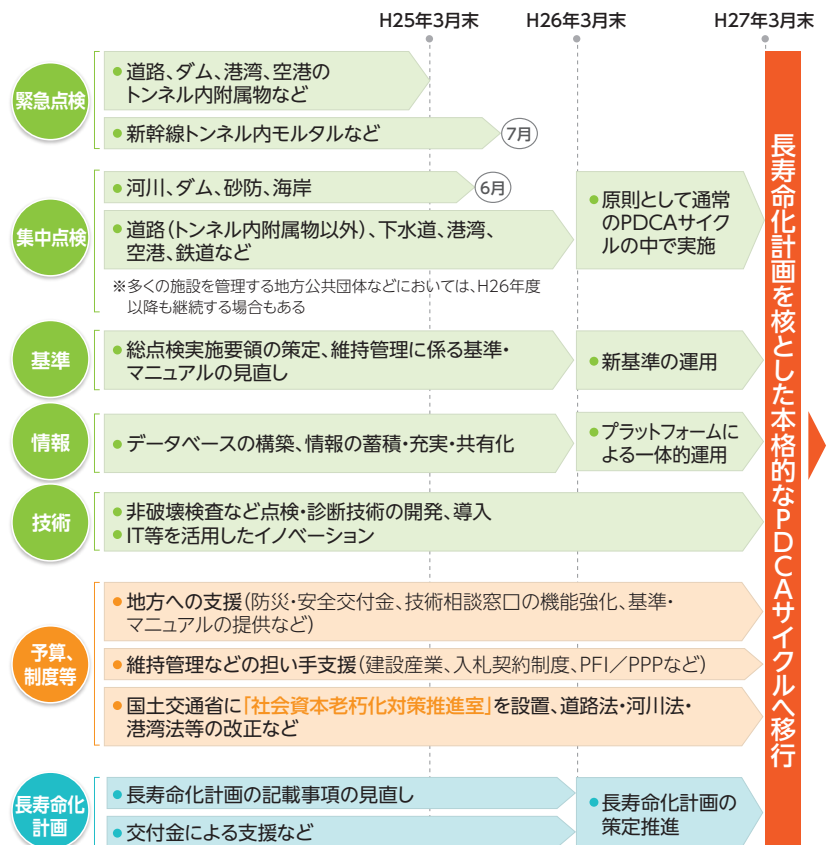 H25年3月末
H26年3月末
H27年3月末
緊急点検
●道路、ダム、港湾、空港の
トンネル内附属物など
●新幹線トンネル内モルタルなど
7月
集中点検
●河川、ダム、砂防、海岸
6月
●道路(トンネル内附属物以外)、下水道、港湾、
空港、鉄道など
●原則として通常
のPDCAサイク
ルの中で実施
※多くの施設を管理する地方公共団体などにおいては、H26年度
以降も継続する場合もある
基準
●総点検実施要領の策定、維持管理に係る基準・
マニュアルの見直し
●新基準の運用
情報
●データベースの構築、情報の蓄積・充実・共有化
●プラットフォームに
よる一体的運用
技術
●非破壊検査など点検・診断技術の開発、導入
●IT等を活用したイノベーション
予算、
制度等
●地方への支援(防災・安全交付金、技術相談窓口の機能強化、基準・
マニュアルの提供など)
●維持管理などの担い手支援(建設産業、入札契約制度、PFI/PPPなど)
●国土交通省に「社会資本老朽化対策推進室」を設置、道路法・河川法・
港湾法等の改正など
長寿命化
計画
●長寿命化計画の記載事項の見直し
●交付金による支援など
●長寿命化計画の
策定推進
長寿命化計画を核とした本格的なPDCAサイクルへ移行